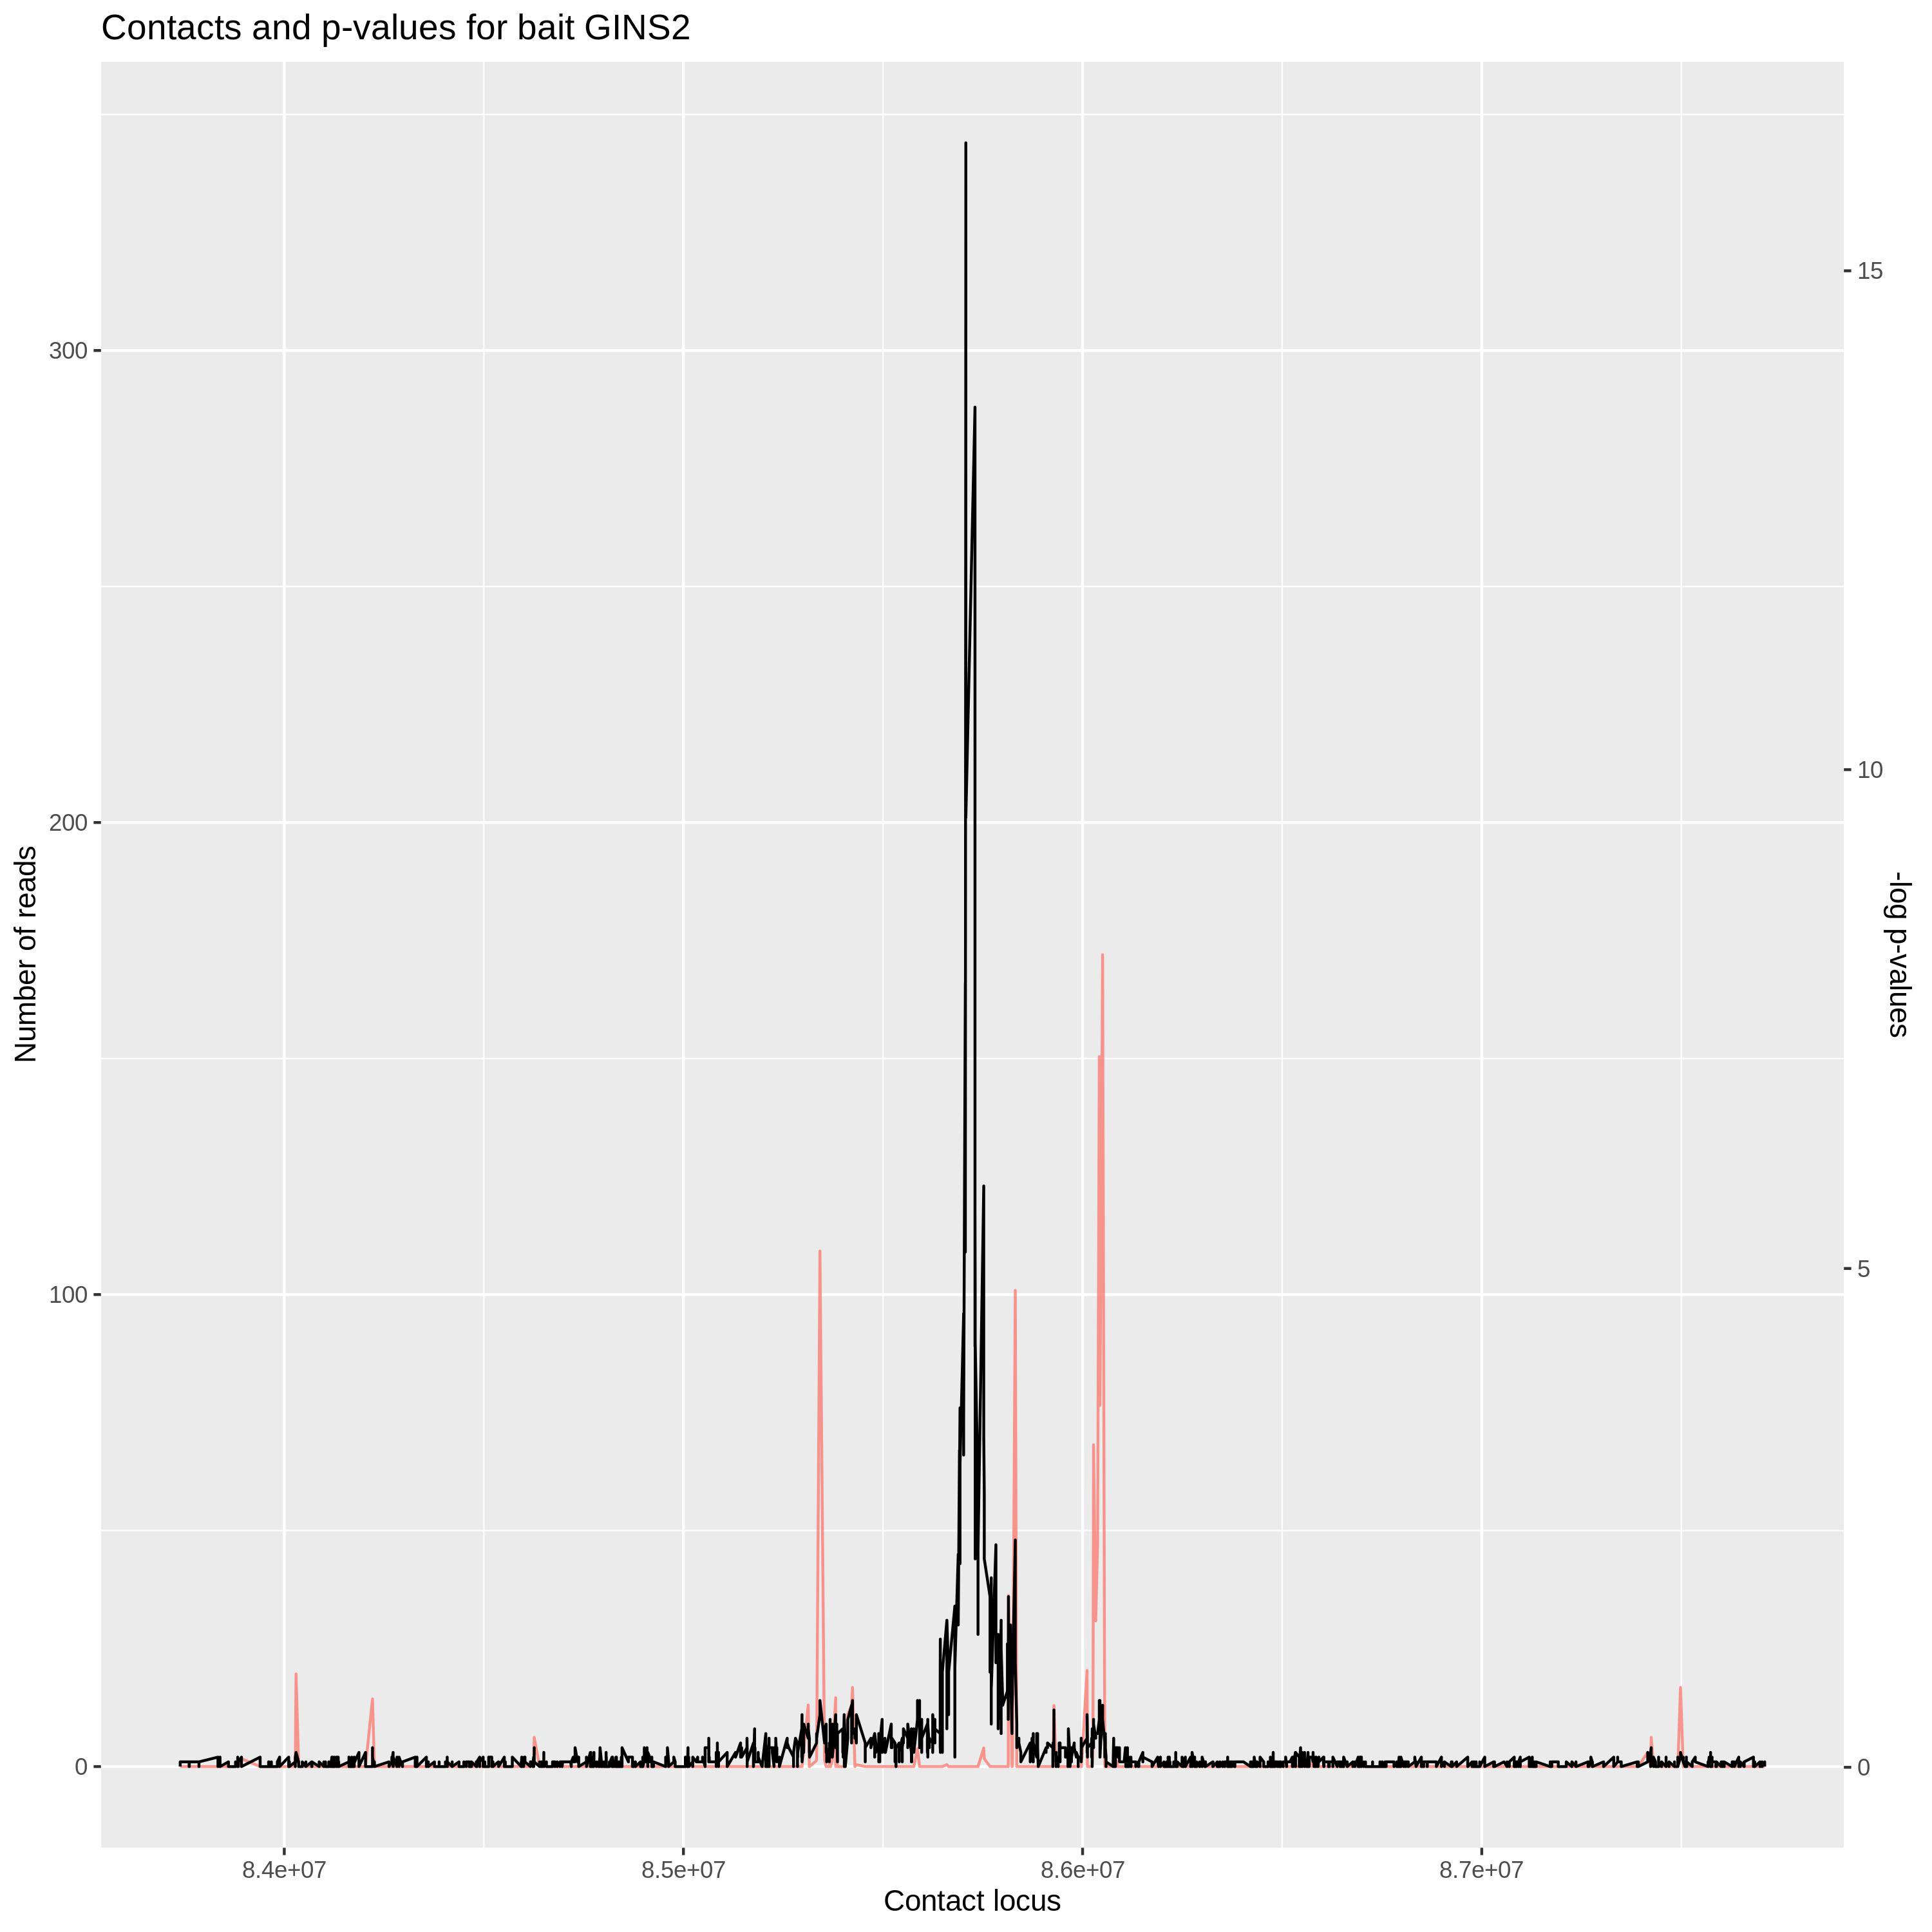 Contacts and p-values for bait GINS2
300
200
100
0
Number of reads
15
10
5
0
-log p-values
8.4e+07 8.5e+07 8.6e+07 8.7e+07
Contact locus